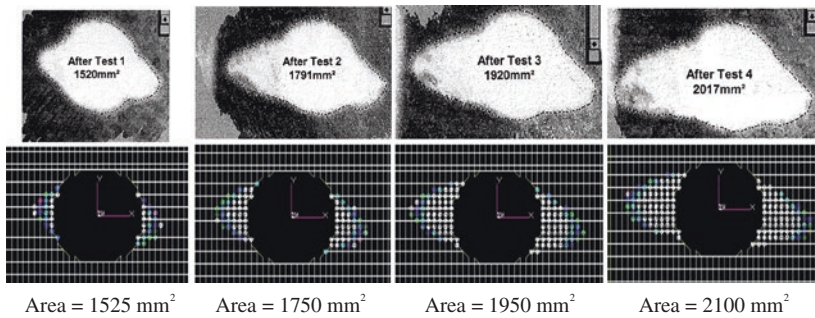 After Test 1
1520mm²
After Test 2
1791mm²
After Test 3
1920mm²
After Test 4
2017mm²
Y
X
Y
X
Y
X
Y
X
Area = 1525 mm²
Area = 1750 mm²
Area = 1950 mm²
Area = 2100 mm²